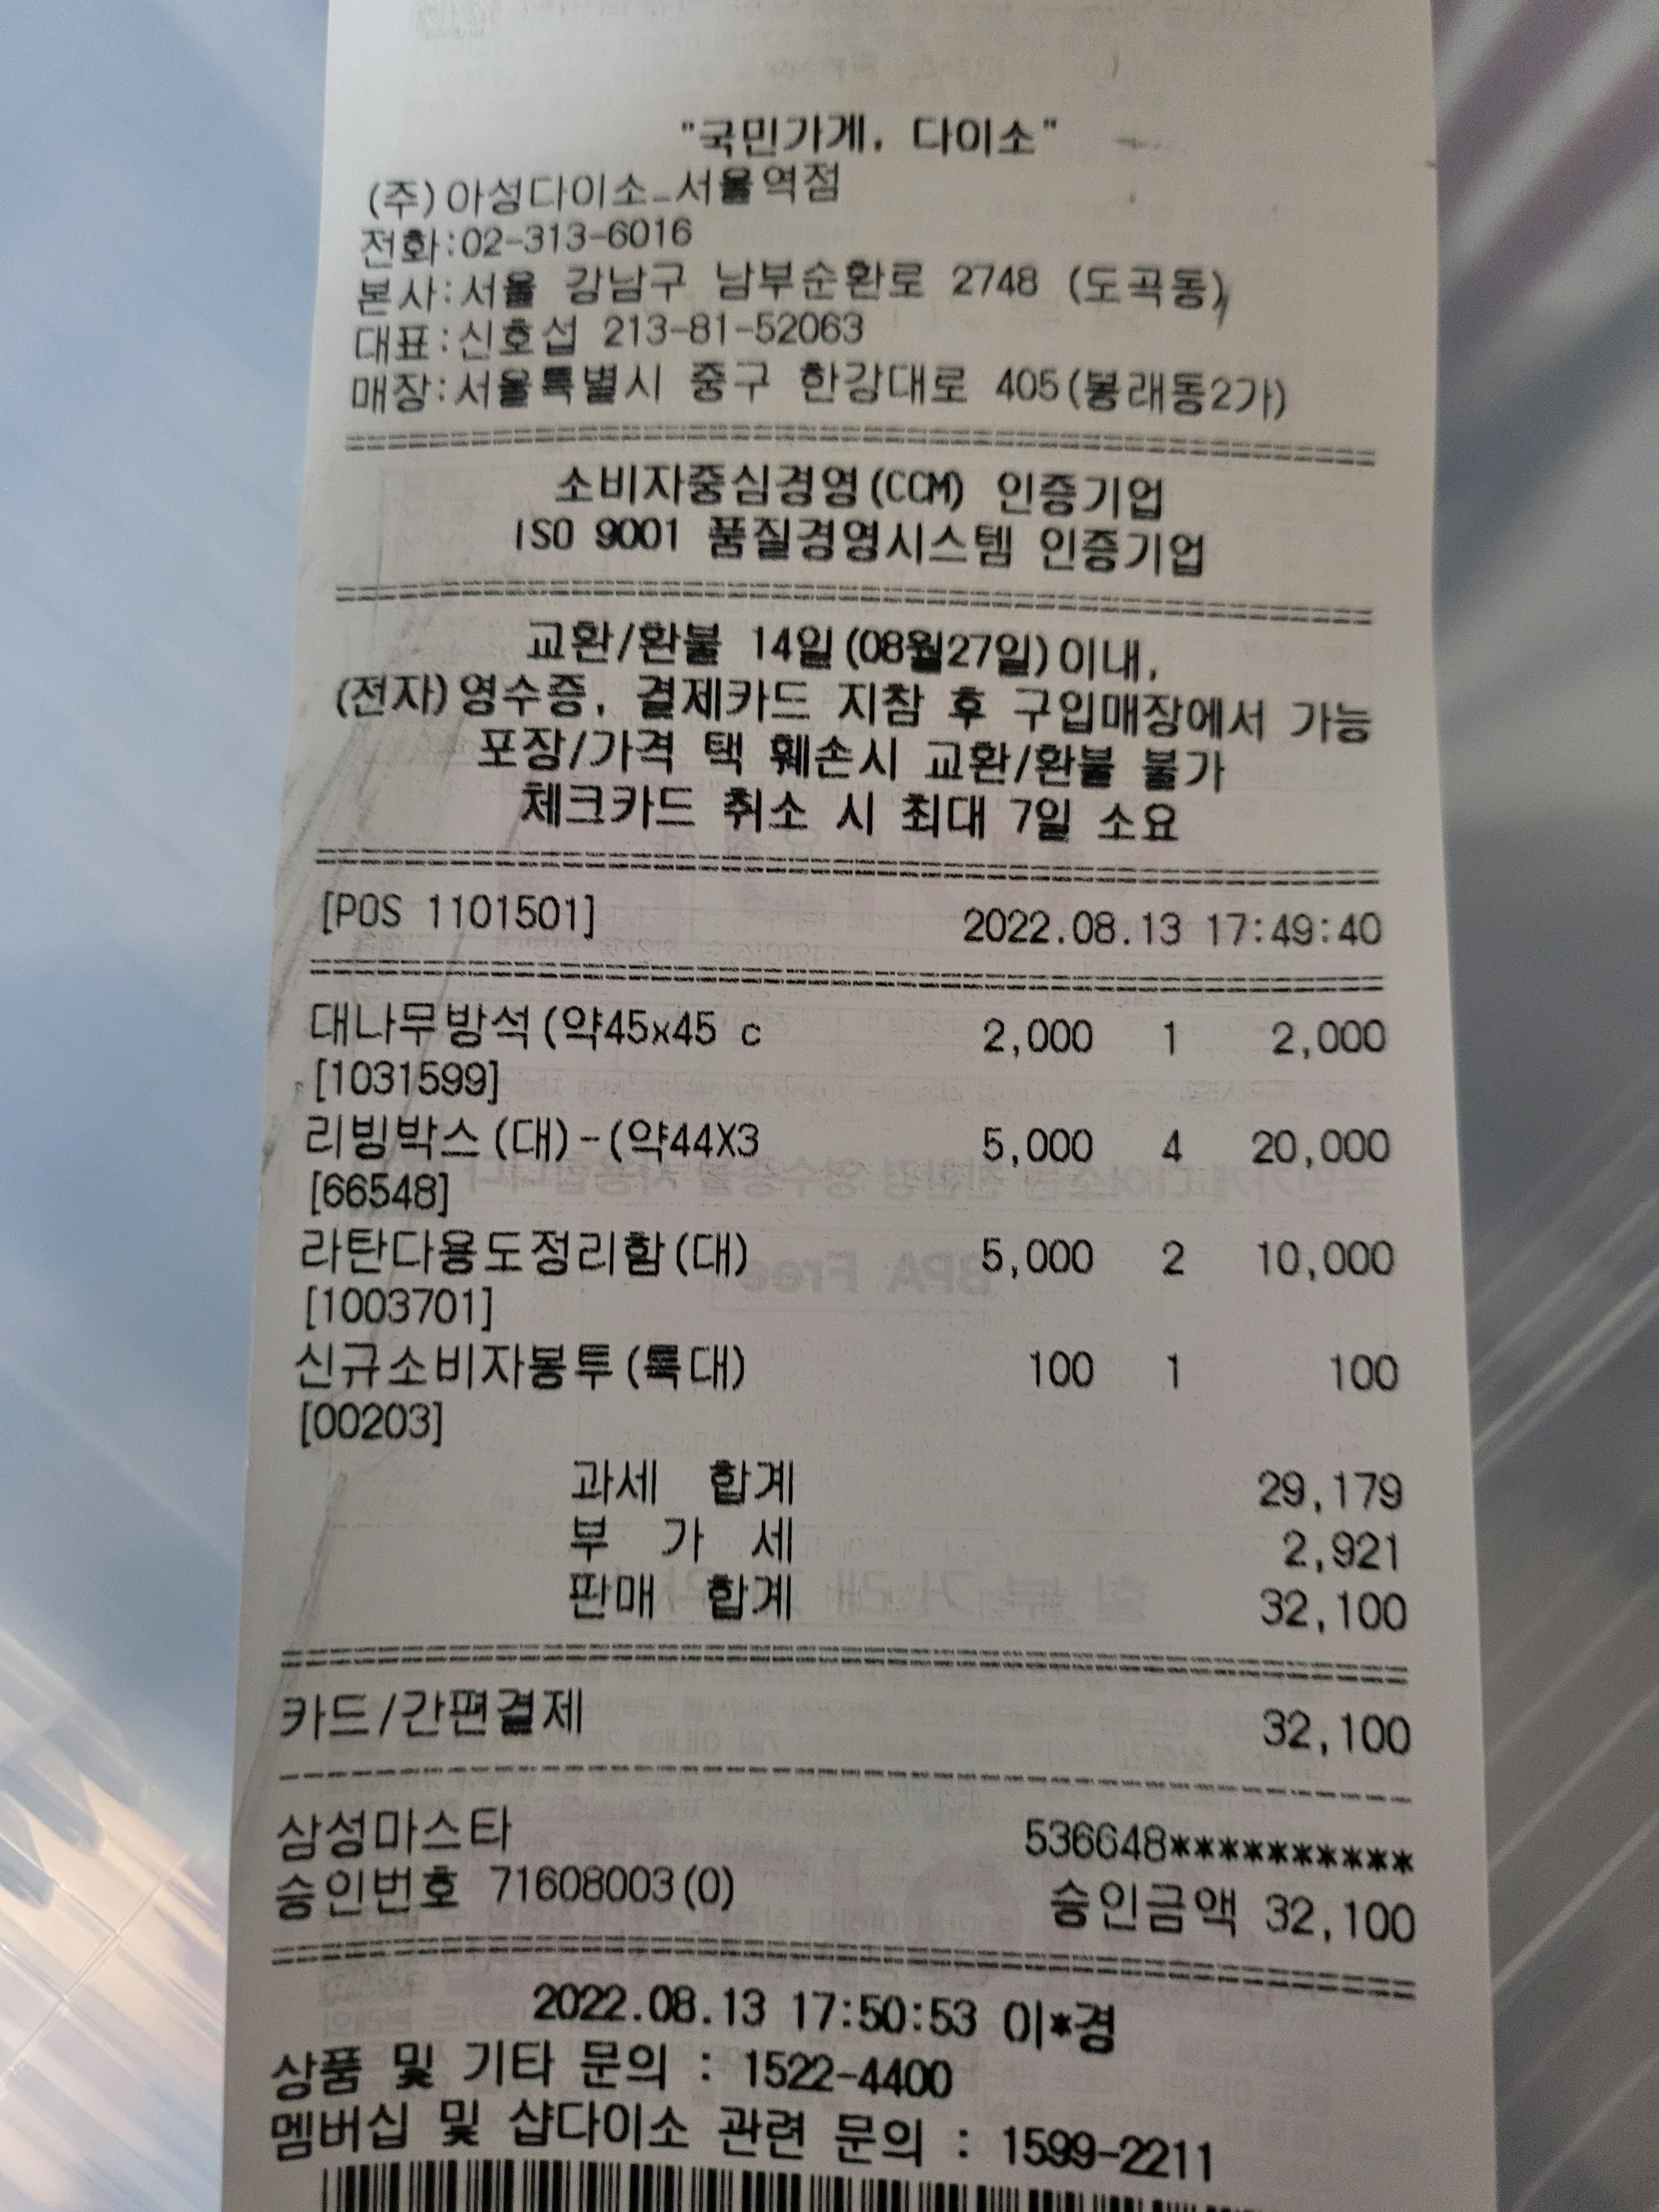 "국민가게, 다이소"
(주)아성다이소_서울역점
전화:02-313-6016
본사:서울 강남구 남부순환로 2748 (도곡동)
대표:신호섭 213-81-52063
매장:서울특별시 중구 한강대로 405(봉래동2가)
소비자중심경영(CCM) 인증기업
ISO 9001 품질경영시스템 인증기업
교환/환불 14일(08월27일)이내,
(전자)영수증, 결제카드 지참 후 구입매장에서 가능
포장/가격 택 훼손시 교환/환불 불가
체크카드 취소 시 최대 7일 소요
[POS 1101501] 2022.08.13 17:49:40
대나무방석(약45x45 c 2,000 1 2,000
[1031599]
리빙박스(대)-(약44X3 5,000 4 20,000
[66548]
라탄다용도정리함(대) 5,000 2 10,000
[1003701]
신규소비자봉투(특대) 100 1 100
[00203]
과세 합계 29,179
부 가 세 2,921
판매 합계 32,100
카드/간편결제 32,100
삼성마스타 536648**********
승인번호 71608003(0) 승인금액 32,100
2022.08.13 17:50:53 이*경
상품 및 기타 문의 : 1522-4400
멤버십 및 샵다이소 관련 문의 : 1599-2211